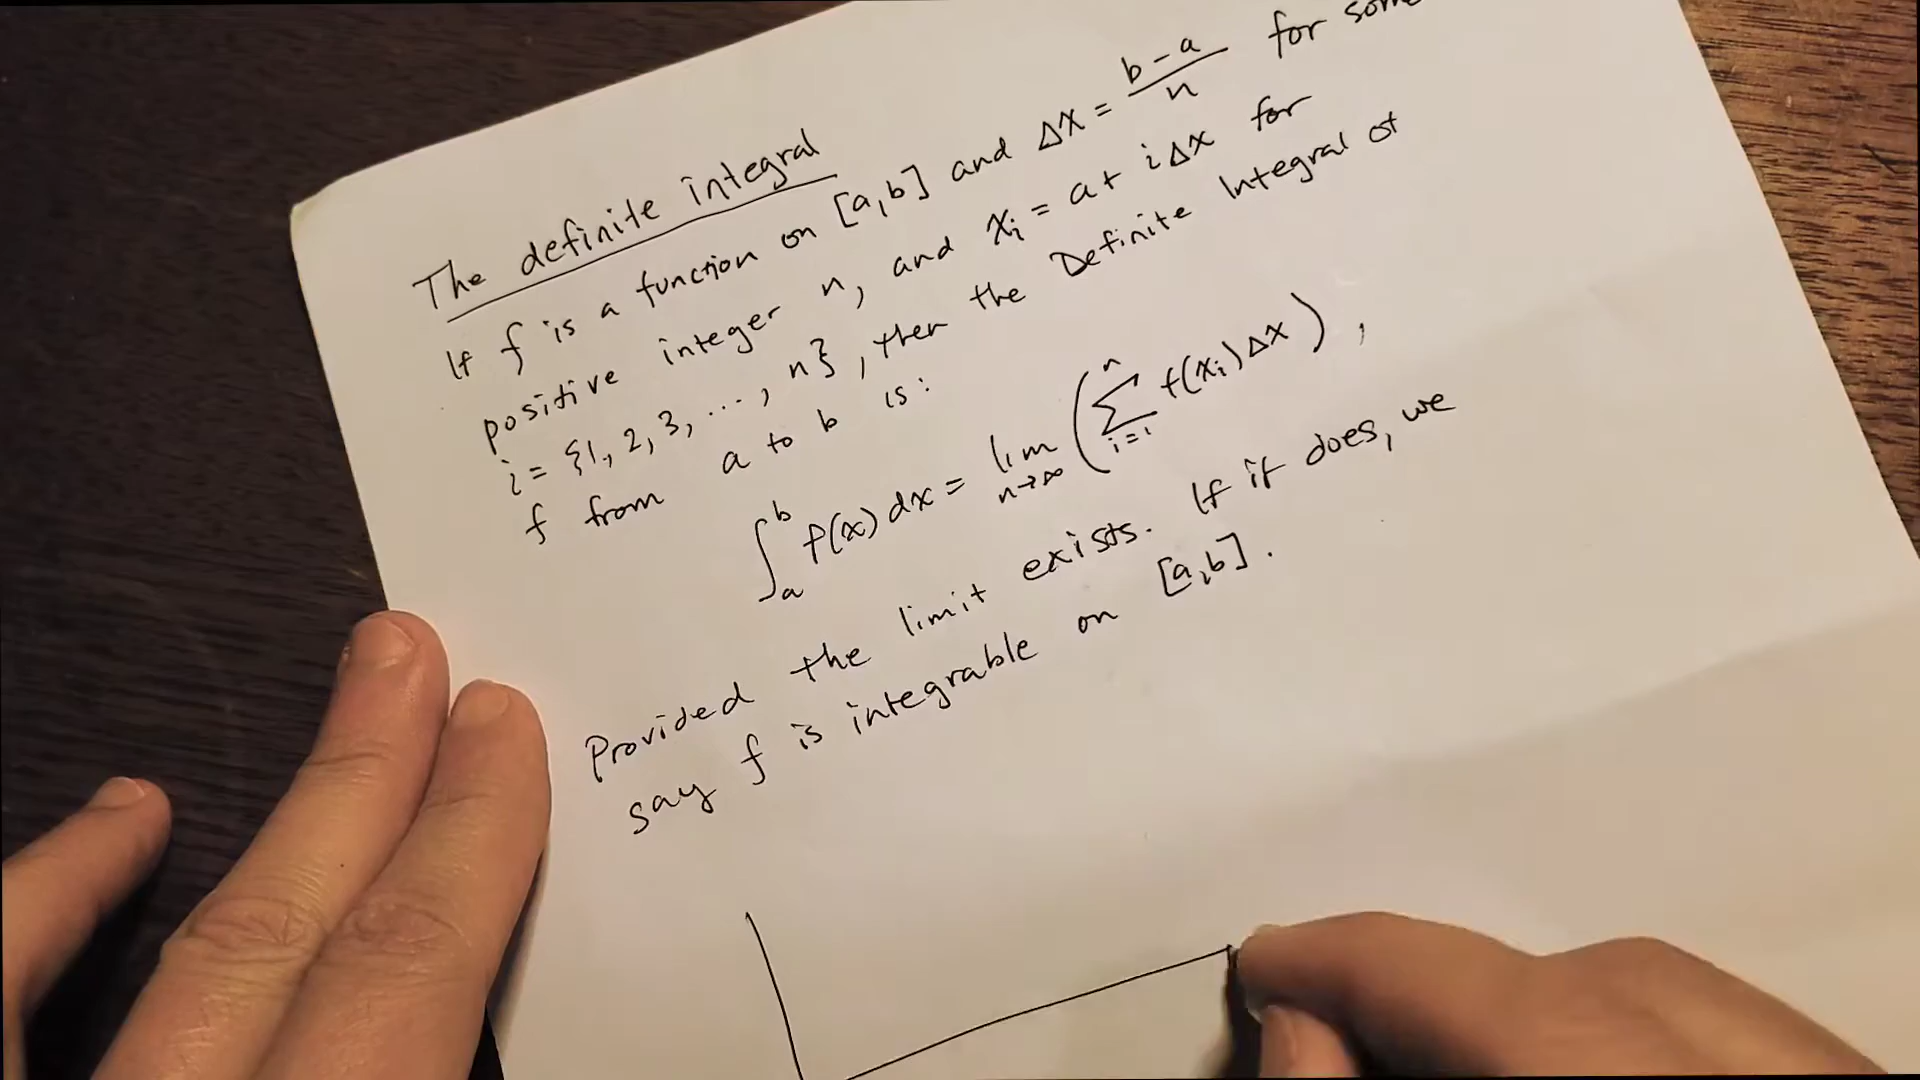 The definite integral
If f is a function on [a,b] and Δx = b-a/n for some
positive integer n, and xᵢ = a + iΔx for
i = {1, 2, 3, ..., n}, then the Definite Integral of
f from a to b is:
∫ₐᵇ f(x) dx = lim n→∞ (∑ⁿ i=1 f(xᵢ)Δx),
Provided the limit exists. If it does, we
say f is integrable on [a,b].